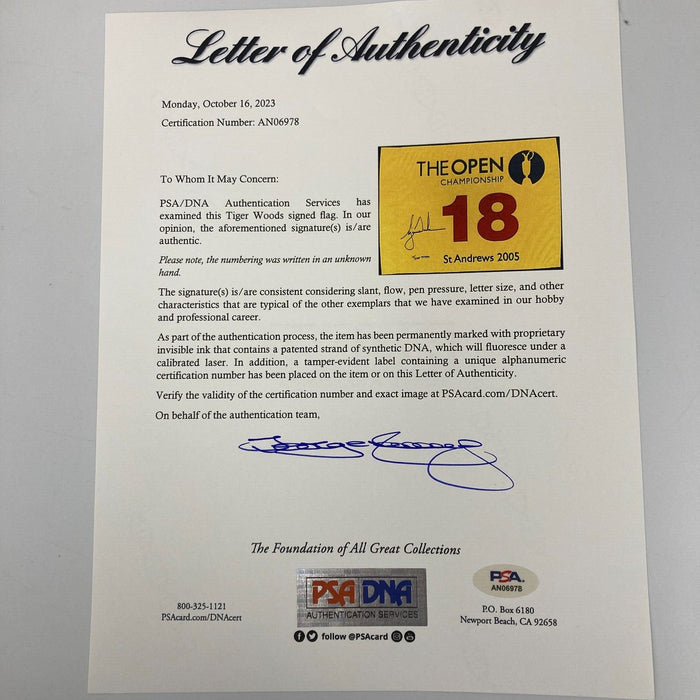 Letter of Authenticity
Monday, October 16, 2023
Certification Number: AN06978
To Whom It May Concern:
PSA/DNA Authentication Services has
examined this Tiger Woods signed flag. In our
opinion, the aforementioned signature(s) is/are
authentic.
Please note, the numbering was written in an unknown
hand.
THE OPEN
CHAMPIONSHIP
18
St Andrews 2005
The signature(s) is/are consistent considering slant, flow, pen pressure, letter size, and other
characteristics that are typical of the other exemplars that we have examined in our hobby
and professional career.
As part of the authentication process, the item has been permanently marked with proprietary
invisible ink that contains a patented strand of synthetic DNA, which will fluoresce under a
calibrated laser. In addition, a tamper-evident label containing a unique alphanumeric
certification number has been placed on the item or on this Letter of Authenticity.
Verify the validity of the certification number and exact image at PSAcard.com/DNAcert.
On behalf of the authentication team,
The Foundation of All Great Collections
800-325-1121
PSAcard.com/DNAcert
PSA DNA
AUTHENTICATION SERVICES
follow @PSAcard
PSA
AN06978
P.O. Box 6180
Newport Beach, CA 92658